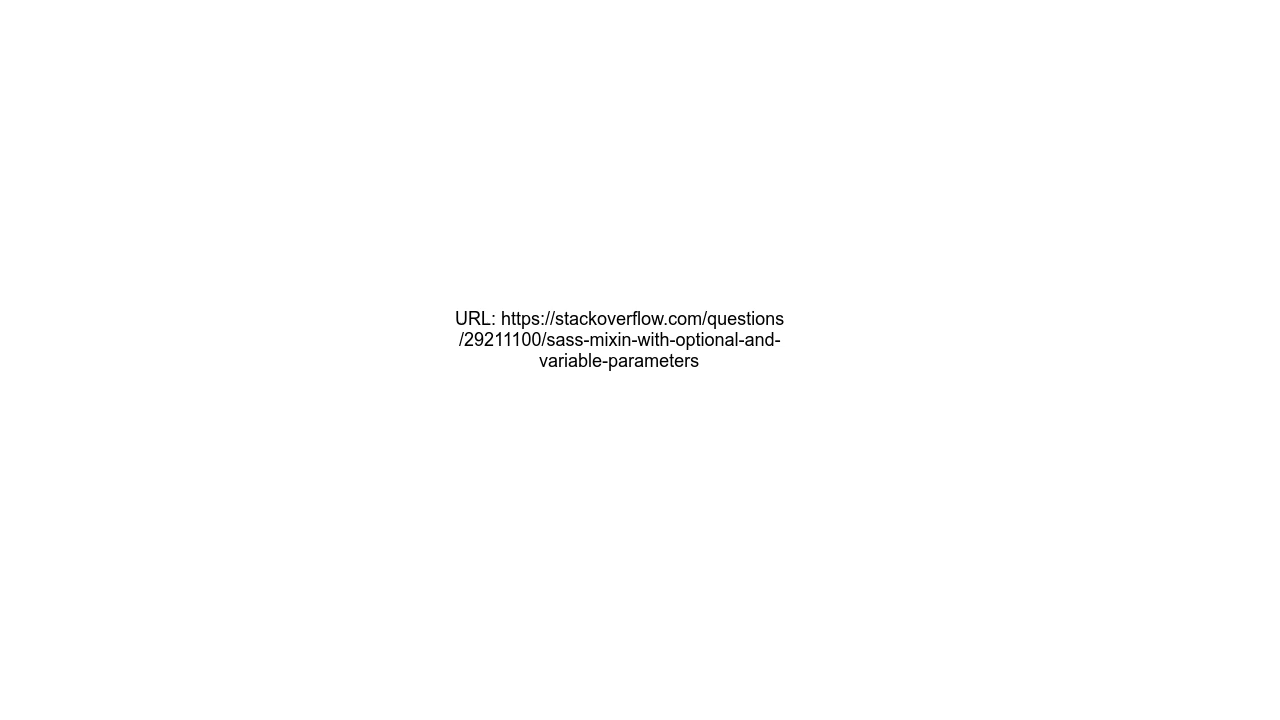 URL: https://stackoverflow.com/questions
/29211100/sass-mixin-with-optional-and-
variable-parameters